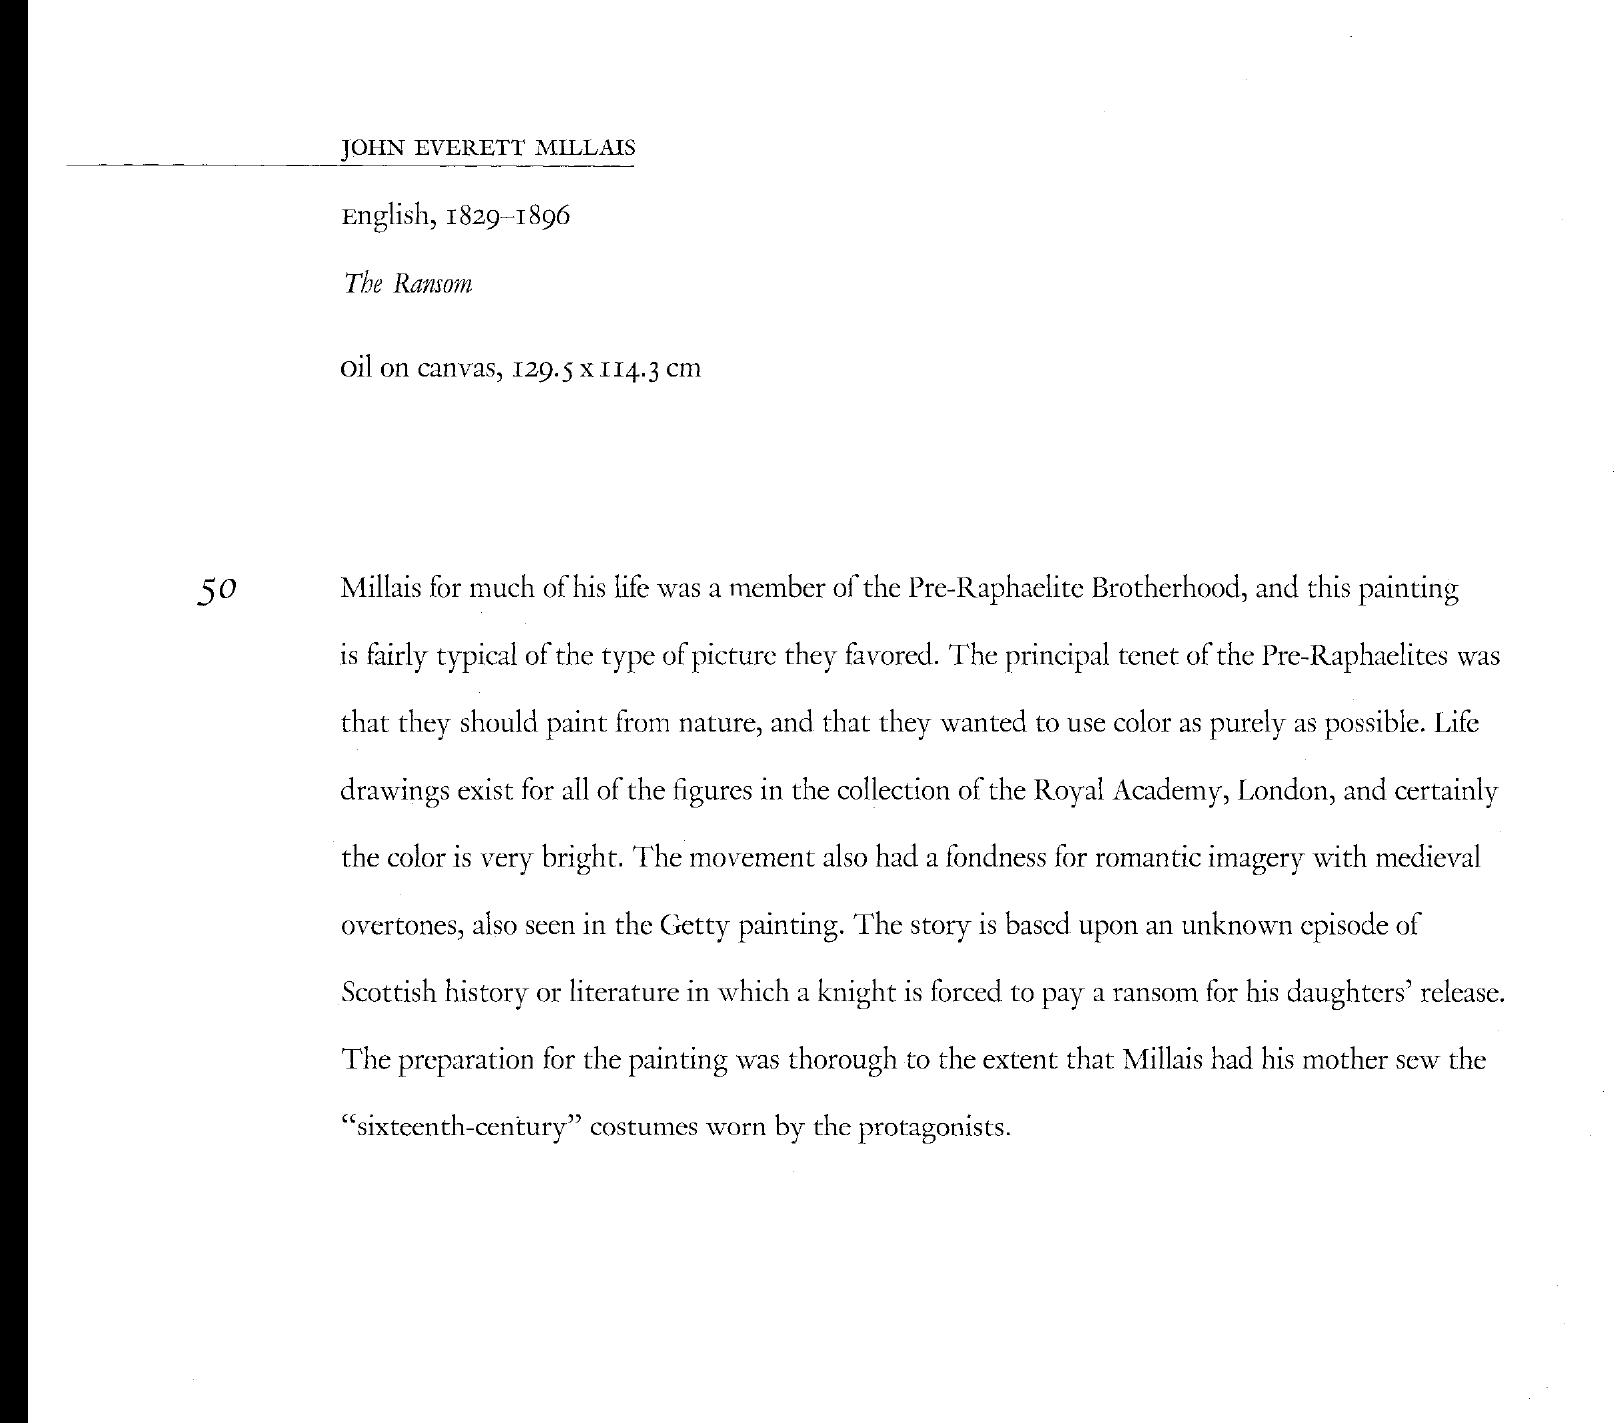 JOHN EVERETT MILLAIS
English, 1829–1896
The Ransom
Oil on canvas, 129.5 x 114.3 cm
50
Millais for much of his life was a member of the Pre-Raphaelite Brotherhood, and this painting
is fairly typical of the type of picture they favored. The principal tenet of the Pre-Raphaelites was
that they should paint from nature, and that they wanted to use color as purely as possible. Life
drawings exist for all of the figures in the collection of the Royal Academy, London, and certainly
the color is very bright. The movement also had a fondness for romantic imagery with medieval
overtones, also seen in the Getty painting. The story is based upon an unknown episode of
Scottish history or literature in which a knight is forced to pay a ransom for his daughters’ release.
The preparation for the painting was thorough to the extent that Millais had his mother sew the
“sixteenth-century” costumes worn by the protagonists.